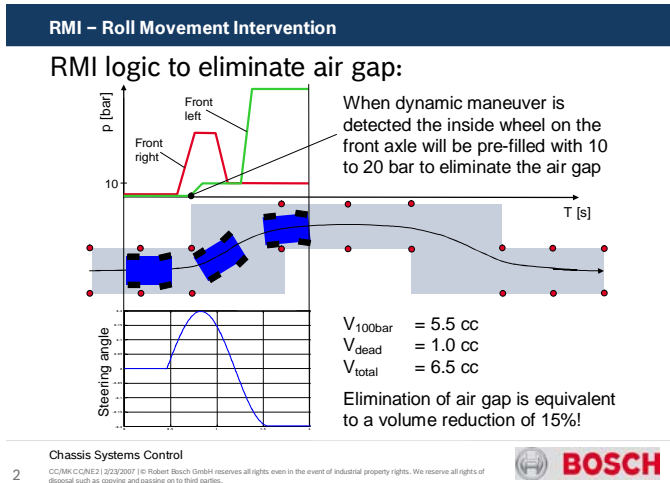 RMI – Roll Movement Intervention
RMI logic to eliminate air gap:
p [bar]
Front
left
Front
right
10
When dynamic maneuver is
detected the inside wheel on the
front axle will be pre-filled with 10
to 20 bar to eliminate the air gap
T [s]
Steering angle
V100bar = 5.5 cc
Vdead = 1.0 cc
Vtotal = 6.5 cc
Elimination of air gap is equivalent
to a volume reduction of 15%!
Chassis Systems Control
2
CC/MKCC/NE2 | 2/23/2007 | © Robert Bosch GmbH reserves all rights even in the event of industrial property rights. We reserve all rights of
disposal such as copying and passing on to third parties.
BOSCH